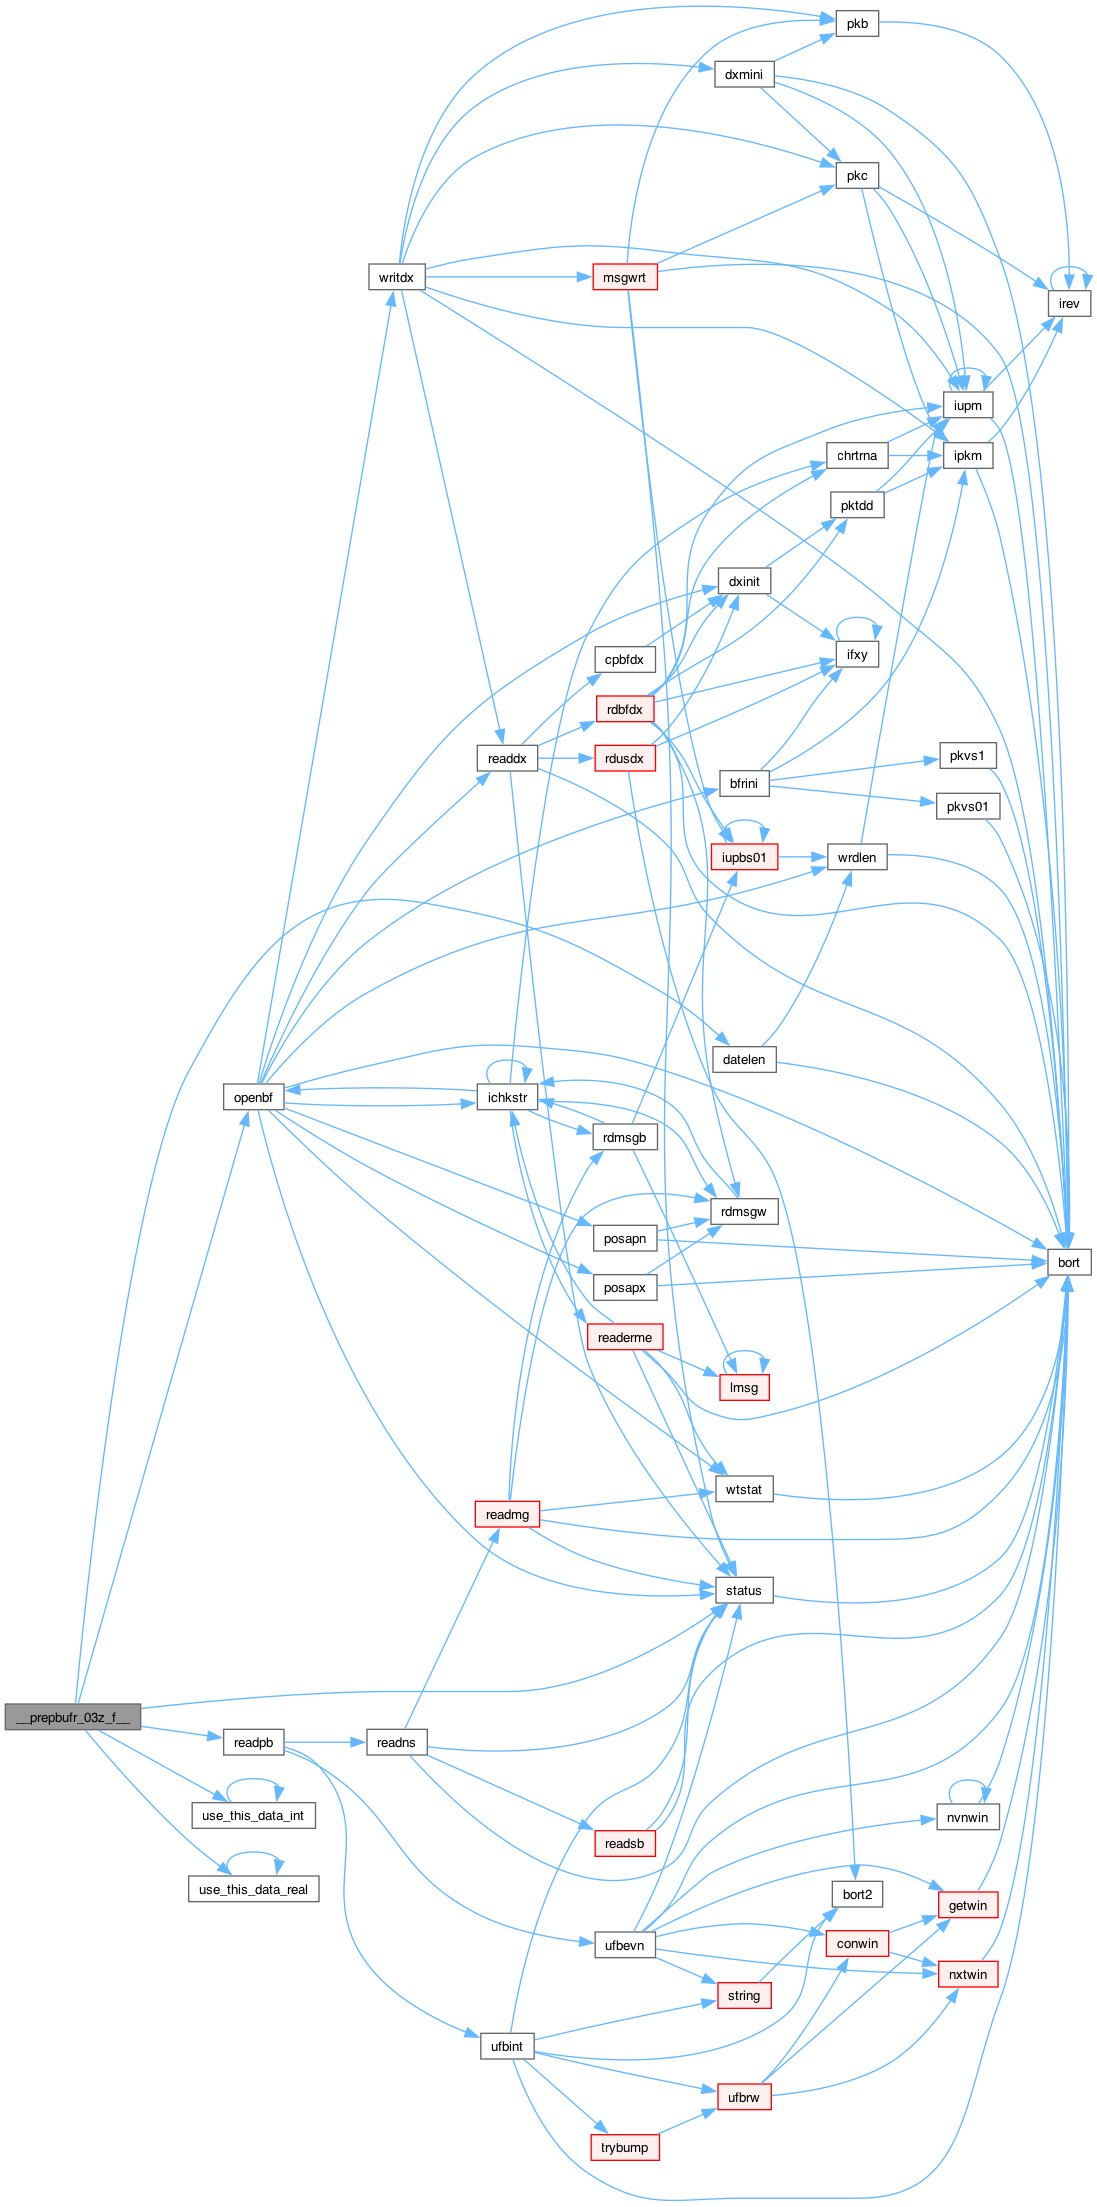 pkb
dxmini
pkc
writdx
msgwrt
irev
iupm
chrtrna
ipkm
pktdd
dxinit
ifxy
cpbfdx
rdbfdx
readdx
rdusdx
bfrini
pkvs1
pkvs01
iupbs01
wrdlen
datelen
openbf
ichkstr
rdmsgb
rdmsgw
posapn
bort
posapx
readerme
lmsg
wtstat
readmg
status
__prepbufr_03z_f__
readpb
readns
use_this_data_int
nvnwin
readsb
use_this_data_real
bort2
getwin
ufbevn
conwin
nxtwin
string
ufbint
ufbrw
trybump